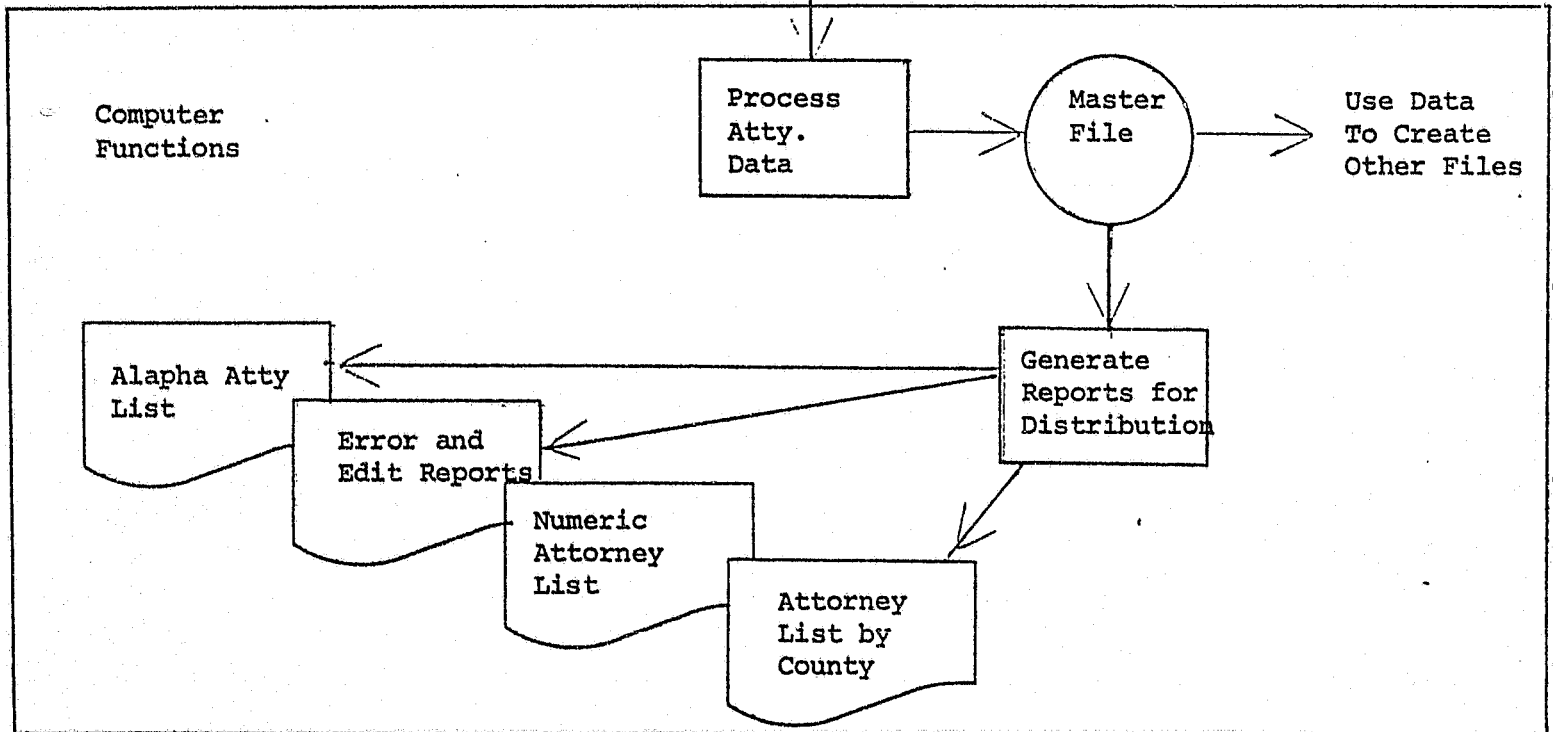 Computer
Functions
Process
Atty.
Data
Master
File
Use Data
To Create
Other Files
Generate
Reports for
Distribution
Alapha Atty
List
Error and
Edit Reports
Numeric
Attorney
List
Attorney
List by
County